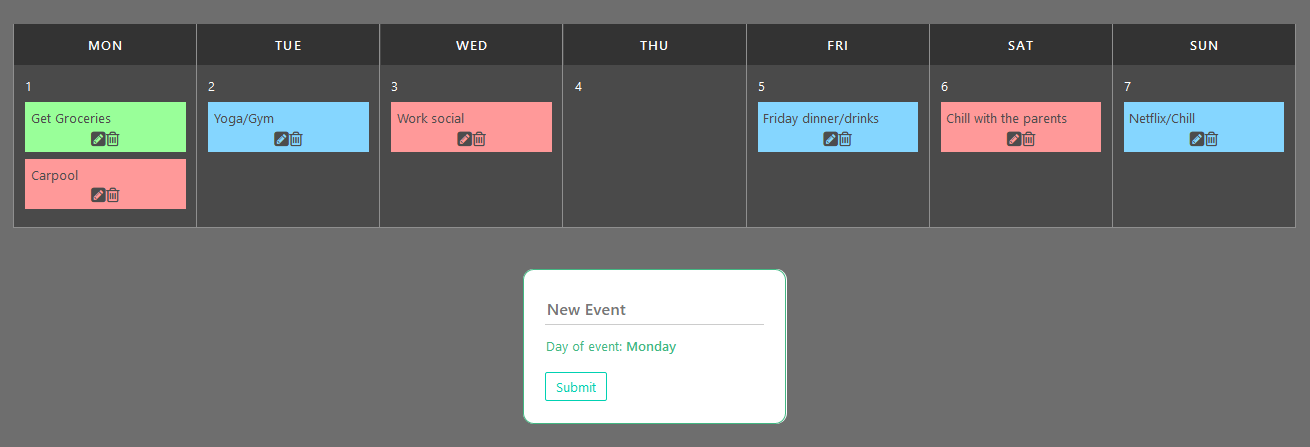 MON TUE WED THU FRI SAT SUN
1 2 3 4 5 6 7
Get Groceries Yoga/Gym Work social Friday dinner/drinks Chill with the parents Netflix/Chill
Carpool
New Event
Day of event: Monday
Submit